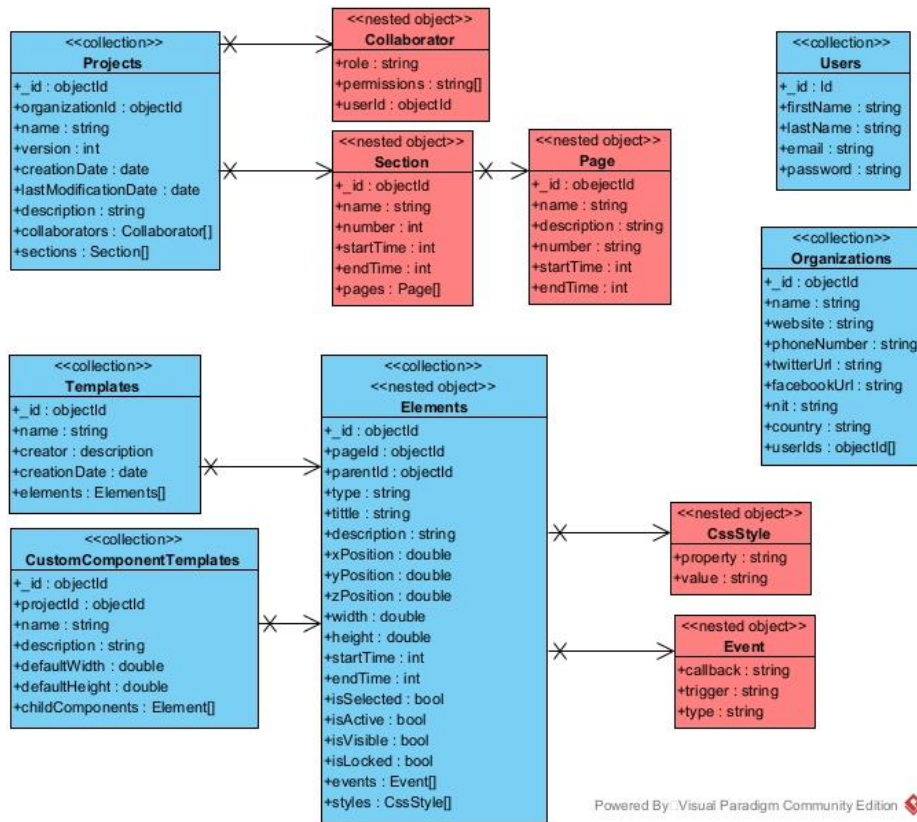 <<collection>>
Projects
+_id : objectId
+organizationId : objectId
+name : string
+version : int
+creationDate : date
+lastModificationDate : date
+description : string
+collaborators : Collaborator[]
+sections : Section[]
<<nested object>>
Collaborator
+role : string
+permissions : string[]
+userId : objectId
<<nested object>>
Section
+_id : objectId
+name : string
+number : int
+startTime : int
+endTime : int
+pages : Page[]
<<nested object>>
Page
+_id : obejectId
+name : string
+description : string
+number : string
+startTime : int
+endTime : int
<<collection>>
Users
+_id : Id
+firstName : string
+lastName : string
+email : string
+password : string
<<collection>>
Organizations
+_id : objectId
+name : string
+website : string
+phoneNumber : string
+twitterUrl : string
+facebookUrl : string
+nit : string
+country : string
+userIds : objectId[]
<<collection>>
Templates
+_id : objectId
+name : string
+creator : description
+creationDate : date
+elements : Elements[]
<<collection>>
CustomComponentTemplates
+_id : objectId
+projectId : objectId
+name : string
+description : string
+defaultWidth : double
+defaultHeight : double
+childComponents : Element[]
<<collection>>
<<nested object>>
Elements
+_id : objectId
+pageId : objectId
+parentId : objectId
+type : string
+tittle : string
+description : string
+xPosition : double
+yPosition : double
+zPosition : double
+width : double
+height : double
+startTime : int
+endTime : int
+isSelected : bool
+isActive : bool
+isVisible : bool
+isLocked : bool
+events : Event[]
+styles : CssStyle[]
<<nested object>>
CssStyle
+property : string
+value : string
<<nested object>>
Event
+callback : string
+trigger : string
+type : string
Powered By Visual Paradigm Community Edition